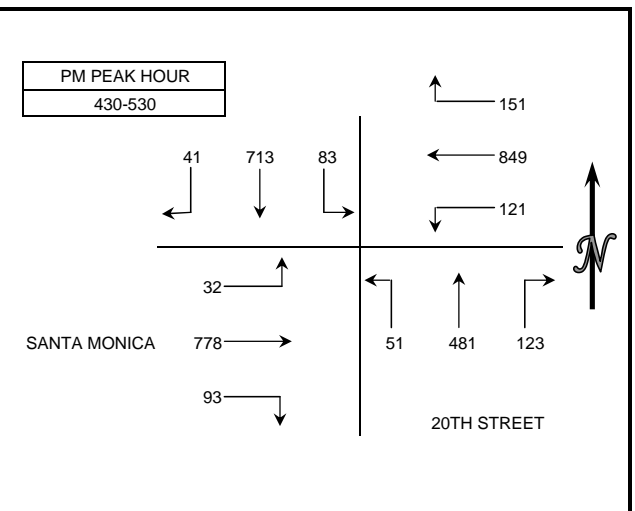 PM PEAK HOUR
430-530
151
41 713 83
849
121
N
32
SANTA MONICA 778
51 481 123
93
20TH STREET